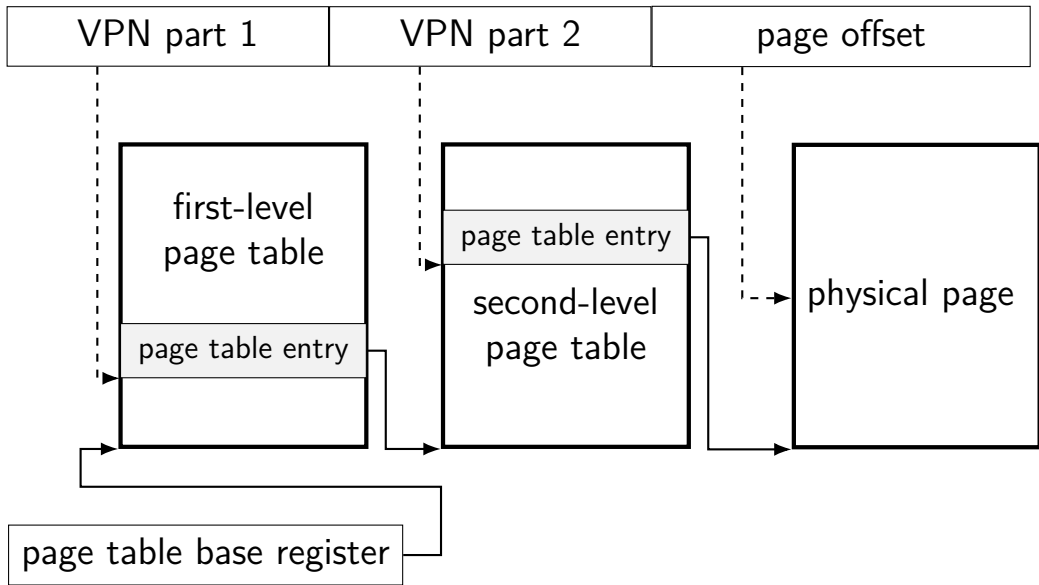 VPN part 1
VPN part 2
page offset
first-level
page table
page table entry
page table entry
second-level
page table
physical page
page table base register